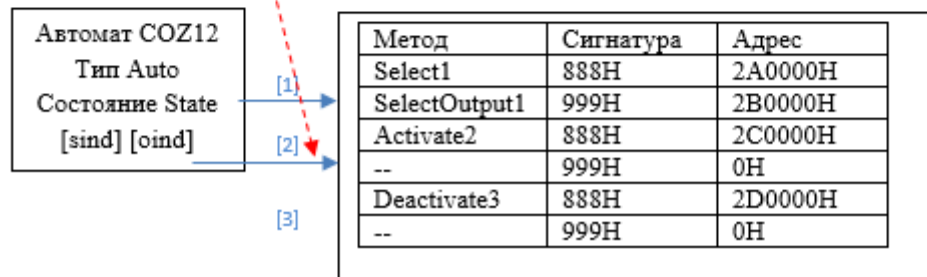 Автомат COZ12
Тип Auto
Состояние State
[sind] [oind]
[1]
[2]
[3]
Метод Сигнатура Адрес
Select1 888H 2A0000H
SelectOutput1 999H 2B0000H
Activate2 888H 2C0000H
-- 999H 0H
Deactivate3 888H 2D0000H
-- 999H 0H